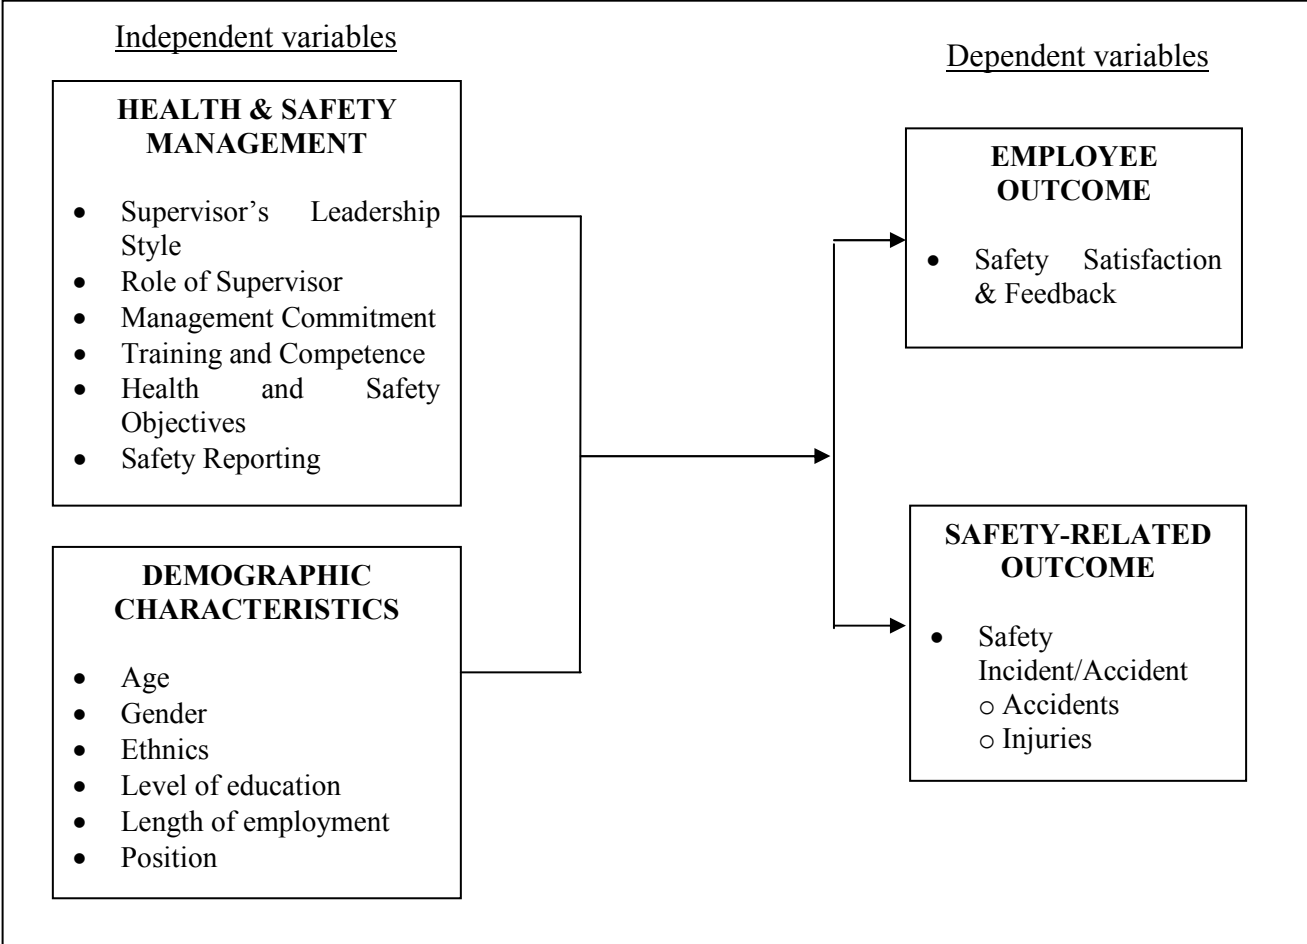 Independent variables
HEALTH & SAFETY
MANAGEMENT
• Supervisor’s Leadership
Style
• Role of Supervisor
• Management Commitment
• Training and Competence
• Health and Safety
Objectives
• Safety Reporting
DEMOGRAPHIC
CHARACTERISTICS
• Age
• Gender
• Ethnics
• Level of education
• Length of employment
• Position
Dependent variables
EMPLOYEE
OUTCOME
• Safety Satisfaction
& Feedback
SAFETY-RELATED
OUTCOME
• Safety
Incident/Accident
o Accidents
o Injuries